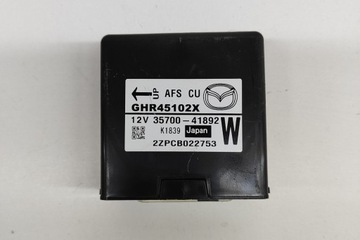 UP AFS CU
GHR45102X
12V 35700-41892
K1839 Japan W
2ZPCB022753